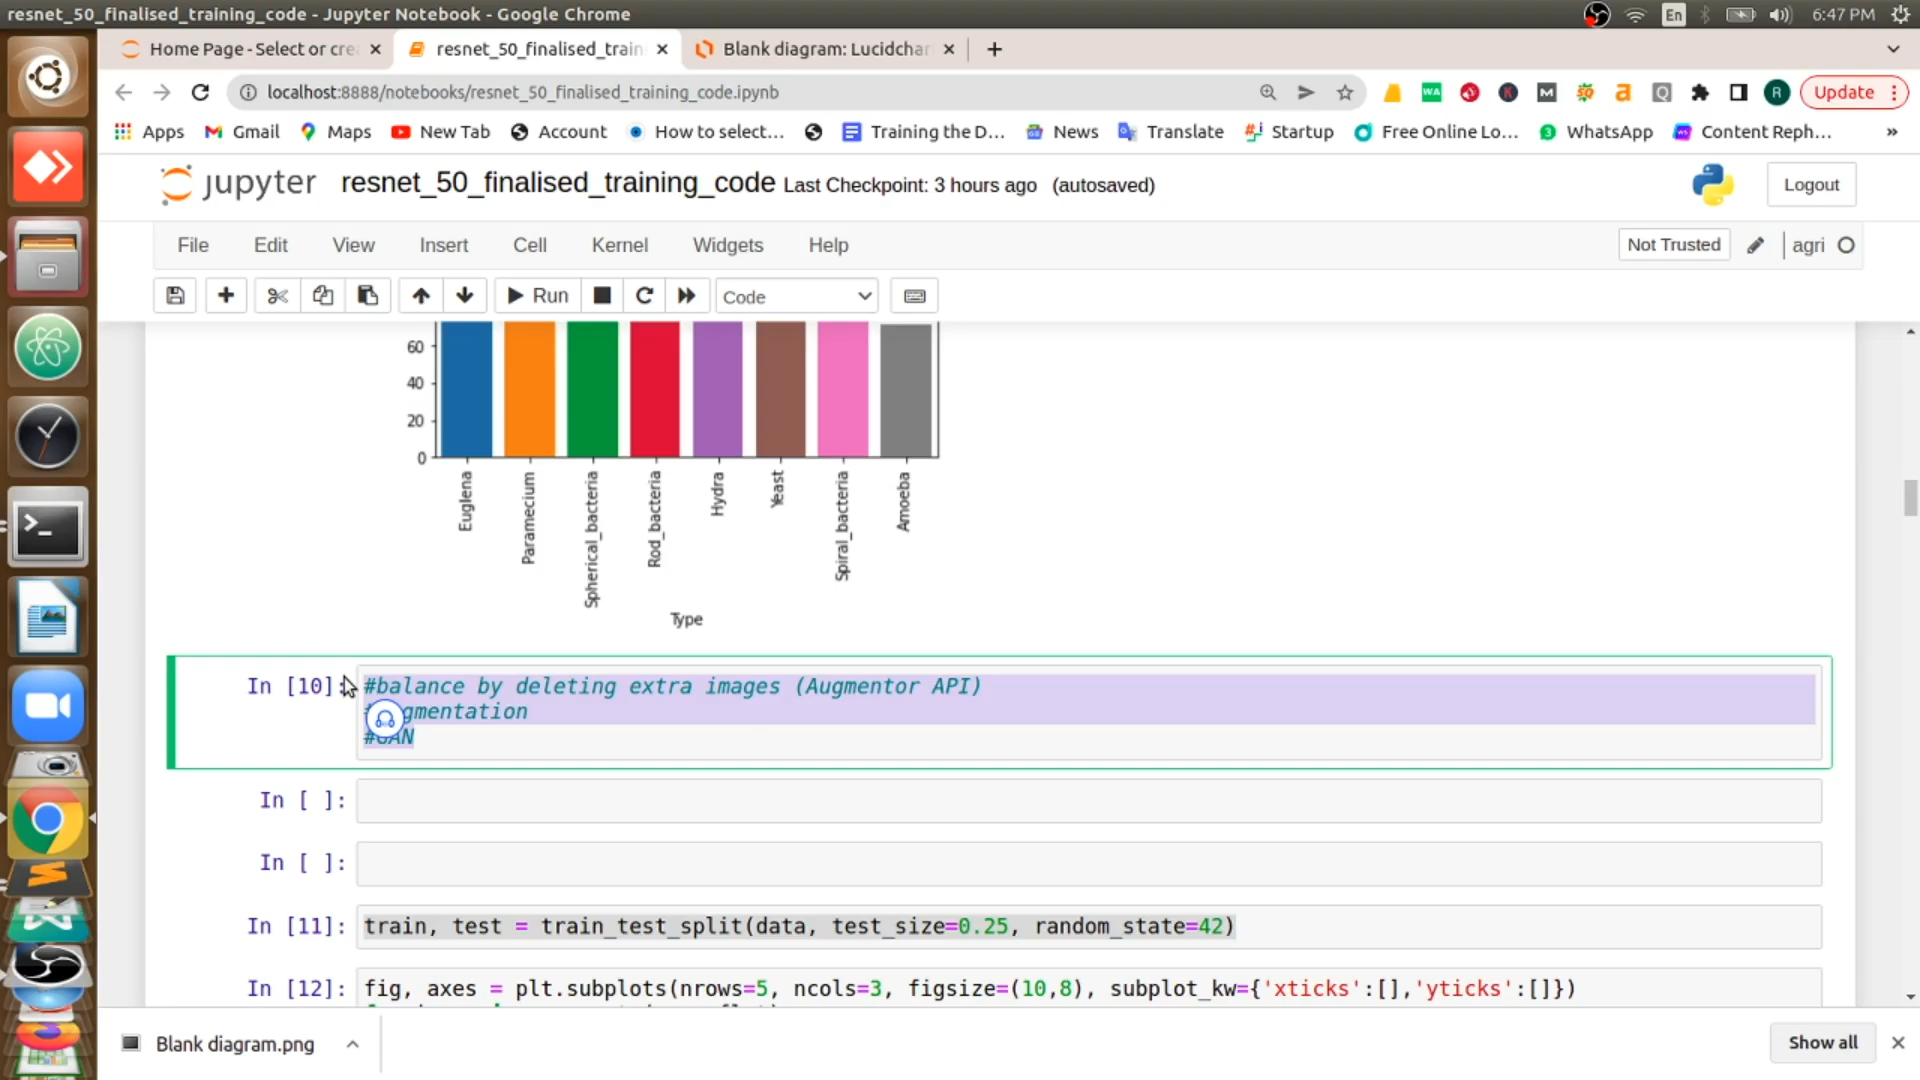 resnet_50_finalised_training_code - Jupyter Notebook - Google Chrome
En
6:47 PM
Home Page - Select or cre
resnet_50_finalised_train
Blank diagram: Lucidchar
localhost:8888/notebooks/resnet_50_finalised_training_code.ipynb
WA
K
M
a
Q
R
Update
Apps
Gmail
Maps
New Tab
Account
How to select...
Training the D...
News
Translate
Startup
Free Online Lo...
3
WhatsApp
Content Reph...
»
jupyter
resnet_50_finalised_training_code Last Checkpoint: 3 hours ago (autosaved)
Logout
File
Edit
View
Insert
Cell
Kernel
Widgets
Help
Not Trusted
agri
Run
Code
60
40
20
0
Euglena
Paramecium
Spherical_bacteria
Rod_bacteria
Hydra
Yeast
Spiral_bacteria
Amoeba
Type
In [10]:
#balance by deleting extra images (Augmentor API)
gmentation
#GAN
In [ ]:
In [ ]:
In [11]: train, test = train_test_split(data, test_size=0.25, random_state=42)
In [12]: fig, axes = plt.subplots(nrows=5, ncols=3, figsize=(10,8), subplot_kw={'xticks':[],'yticks':[]})
Blank diagram.png
Show all